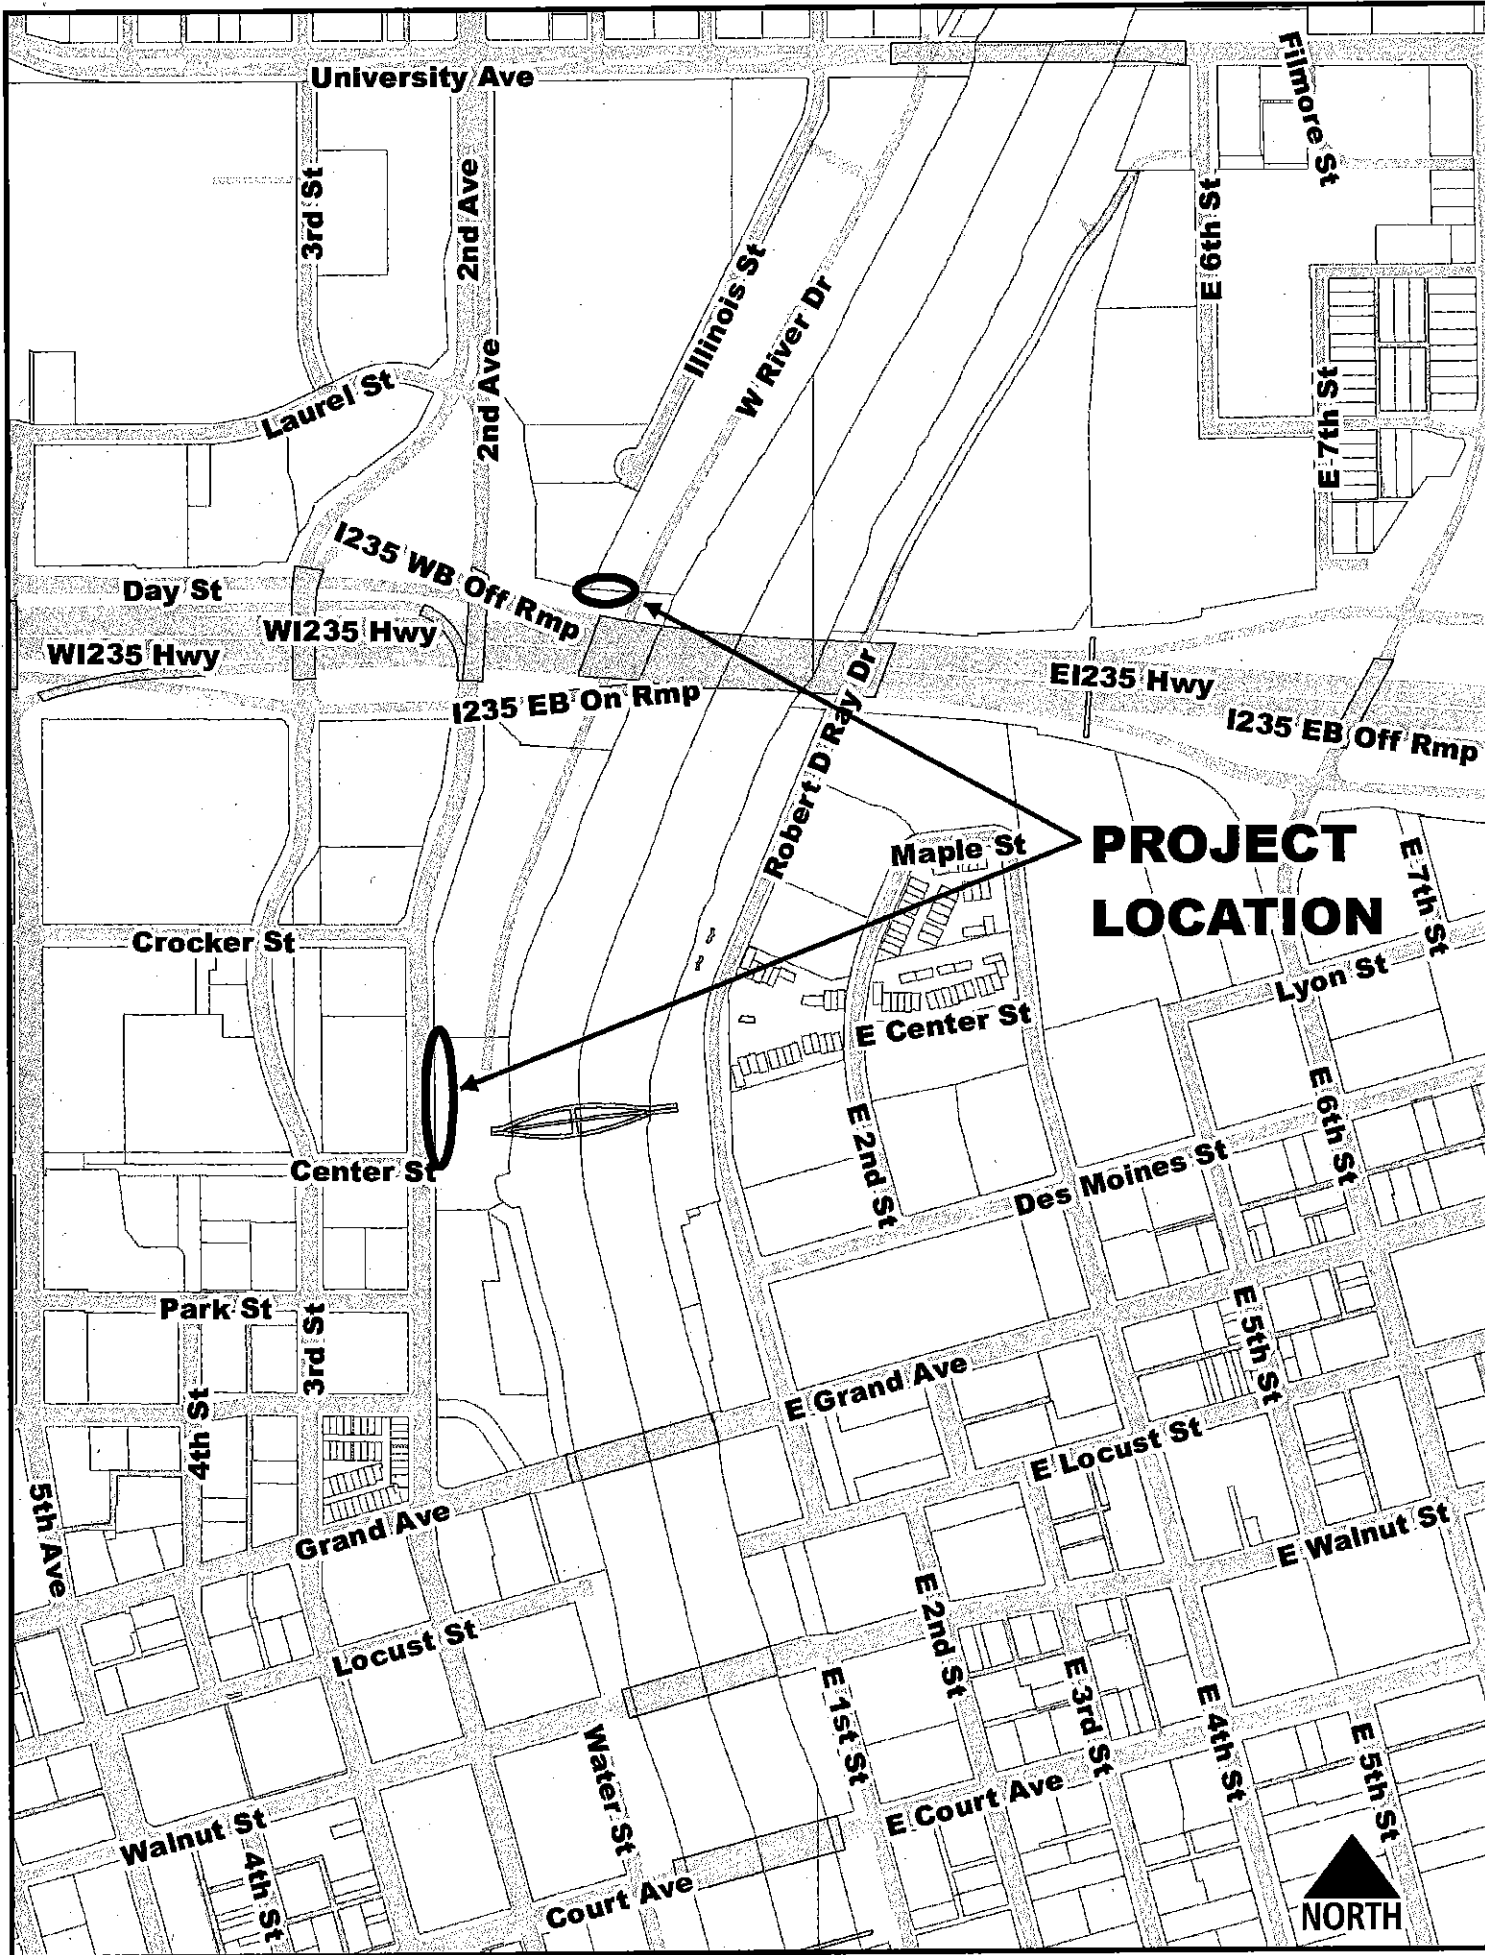 University Ave
Filmore St
3rd St
2nd Ave
E 6th St
Illinois St
W River Dr
2nd Ave
Laurel St
E 7th St
I235 WB Off Rmp
Day St
WI235 Hwy
WI235 Hwy
I235 EB On Rmp
EI235 Hwy
I235 EB Off Rmp
Robert D Ray Dr
Maple St
PROJECT
LOCATION
E 7th St
Crocker St
Lyon St
E Center St
E 6th St
E 2nd St
Center St
Des Moines St
Park St
3rd St
E 5th St
E Grand Ave
4th St
E Locust St
5th Ave
Grand Ave
E Walnut St
E 2nd St
Locust St
E 1st St
E 3rd St
E 4th St
E 5th St
Water St
E Court Ave
Walnut St
4th St
Court Ave
NORTH